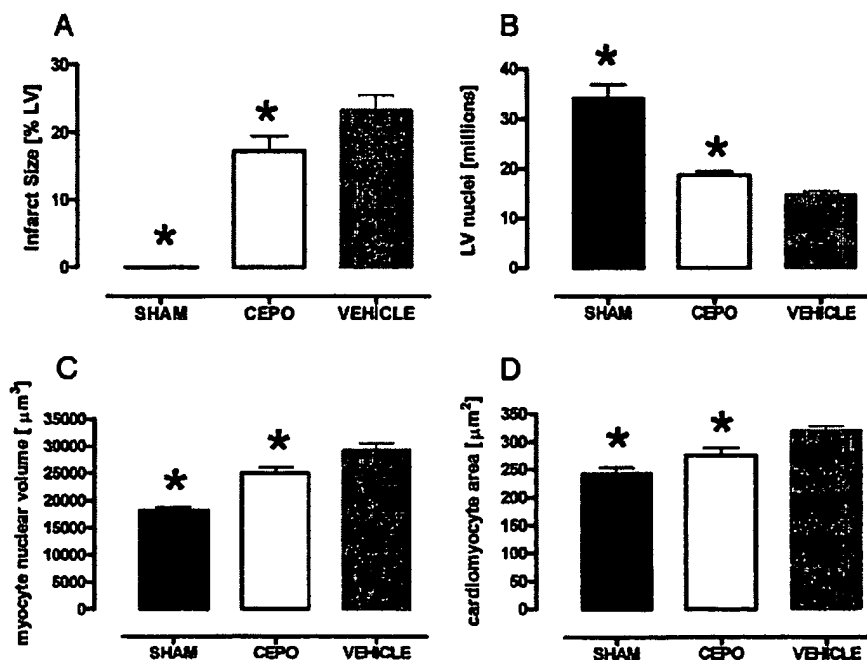 A
Infarct Size [% LV]
30
20
10
0
*
*
SHAM CEPO VEHICLE
B
LV nuclei [millions]
40
30
20
10
0
*
*
SHAM CEPO VEHICLE
C
myocyte nuclear volume [ μm³]
35000
30000
25000
20000
15000
10000
5000
0
*
*
SHAM CEPO VEHICLE
D
cardiomyocyte area [μm²]
350
300
250
200
150
100
50
0
*
*
SHAM CEPO VEHICLE